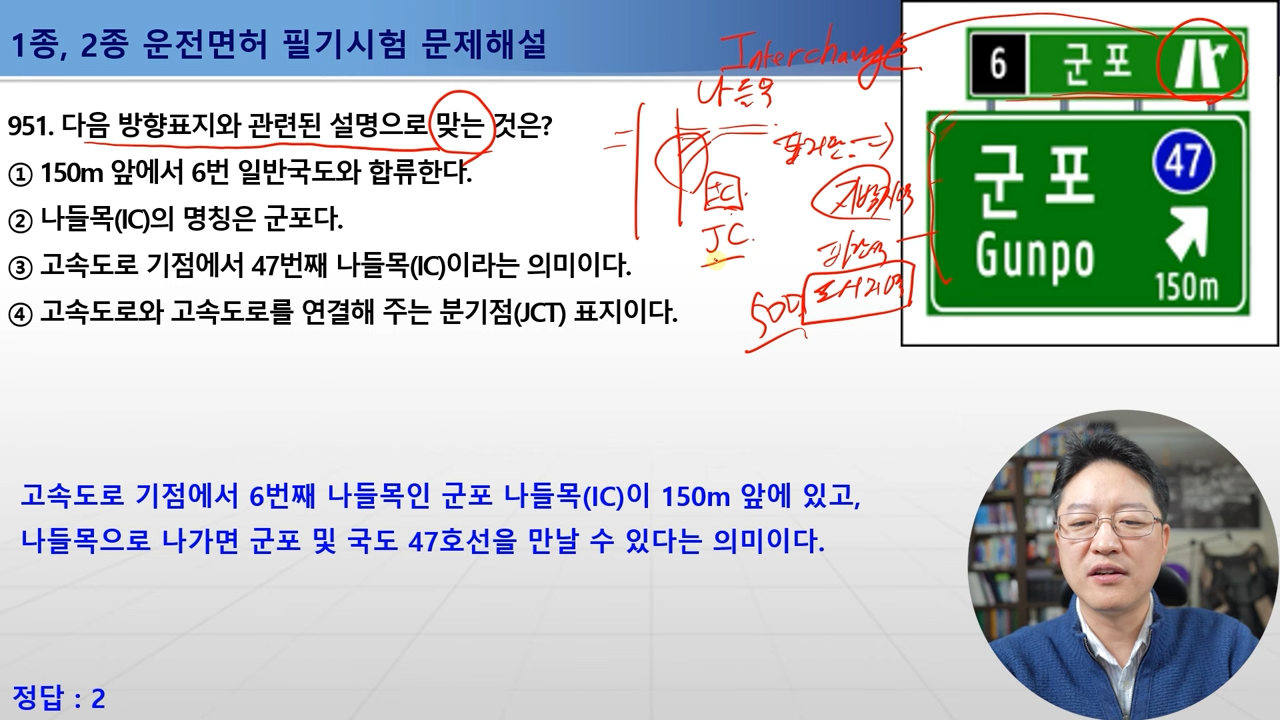 1종, 2종 운전면허 필기시험 문제해설
951. 다음 방향표지와 관련된 설명으로 맞는 것은?
① 150m 앞에서 6번 일반국도와 합류한다.
② 나들목(IC)의 명칭은 군포다.
③ 고속도로 기점에서 47번째 나들목(IC)이라는 의미이다.
④ 고속도로와 고속도로를 연결해 주는 분기점(JCT) 표지이다.
Interchange
나들목
IC
JC
500
도시지역
6 군포
군포 47
Gunpo
150m
고속도로 기점에서 6번째 나들목인 군포 나들목(IC)이 150m 앞에 있고,
나들목으로 나가면 군포 및 국도 47호선을 만날 수 있다는 의미이다.
정답 : 2